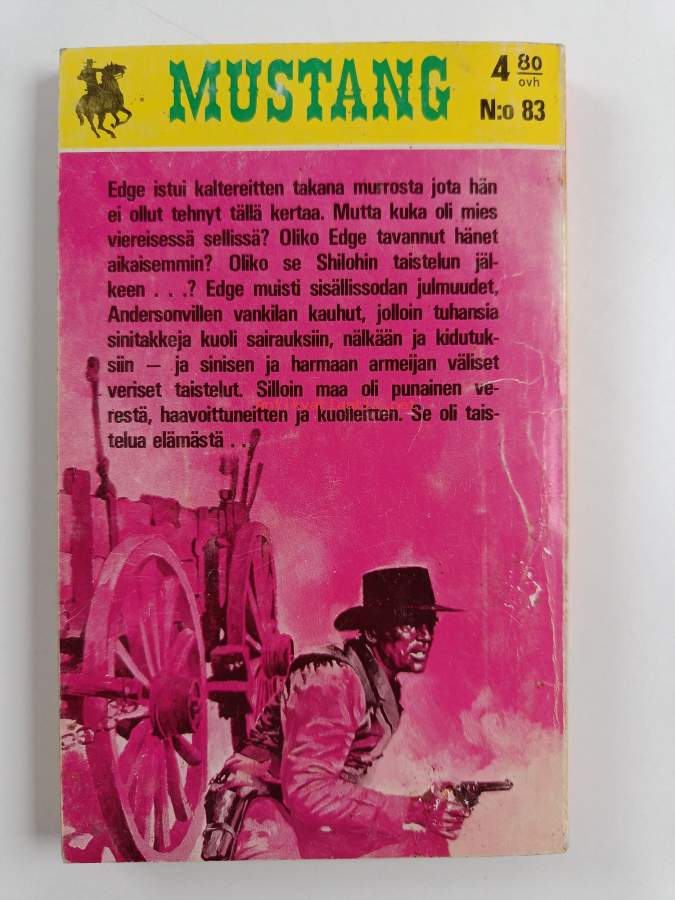 MUSTANG
4 80
ovh
N:o 83
Edge istui kaltereitten takana murrosta jota hän
ei ollut tehnyt tällä kertaa. Mutta kuka oli mies
viereisessä sellissä? Oliko Edge tavannut hänet
aikaisemmin? Oliko se Shilohin taistelun jäl-
keen . . .? Edge muisti sisällissodan julmuudet,
Andersonvillen vankilan kauhut, jolloin tuhansia
sinitakkeja kuoli sairauksiin, nälkään ja kidutuk-
siin — ja sinisen ja harmaan armeijan väliset
veriset taistelut. Silloin maa oli punainen ve-
restä, haavoittuneitten ja kuolleitten. Se oli tais-
telua elämästä . .